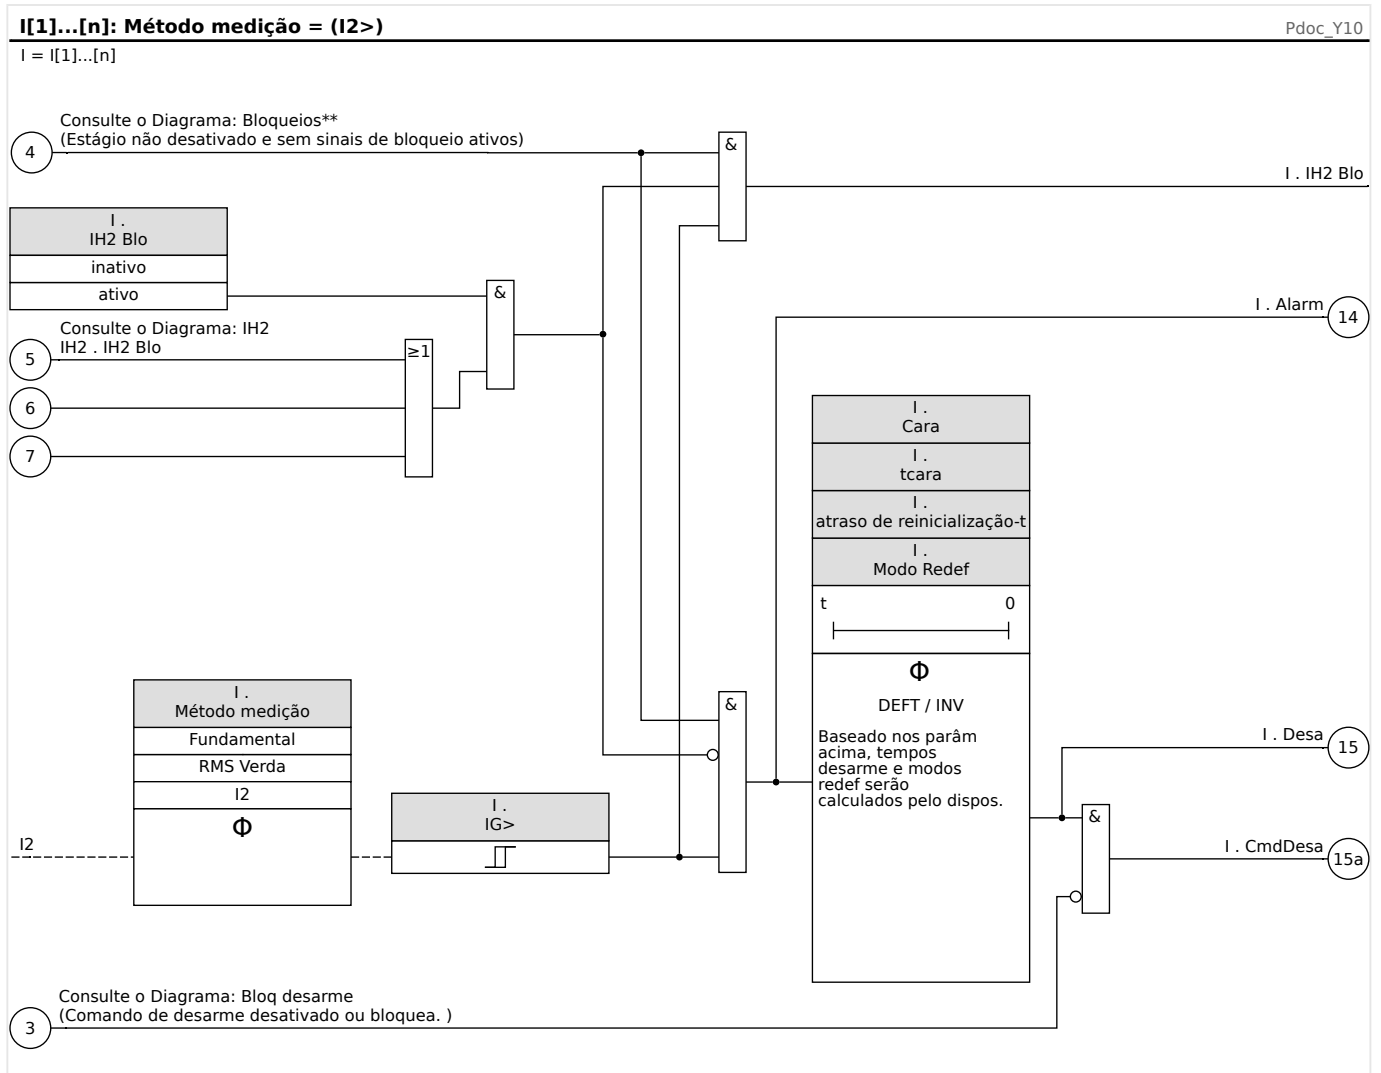 I[1]...[n]: Método medição = (I2>)
Pdoc_Y10
I = I[1]...[n]
Consulte o Diagrama: Bloqueios**
(Estágio não desativado e sem sinais de bloqueio ativos)
4
&
I . IH2 Blo
I .
IH2 Blo
inativo
ativo
&
I . Alarm
14
Consulte o Diagrama: IH2
IH2 . IH2 Blo
5
≥1
6
7
I .
Cara
I .
tcara
I .
atraso de reinicialização-t
I .
Modo Redef
t
0
Φ
DEFT / INV
Baseado nos parâm
acima, tempos
desarme e modos
redef serão
calculados pelo dispos.
I .
Método medição
Fundamental
RMS Verda
I2
Φ
I2
I .
IG>
&
I . Desa
15
&
I . CmdDesa
15a
Consulte o Diagrama: Bloq desarme
(Comando de desarme desativado ou bloquea. )
3